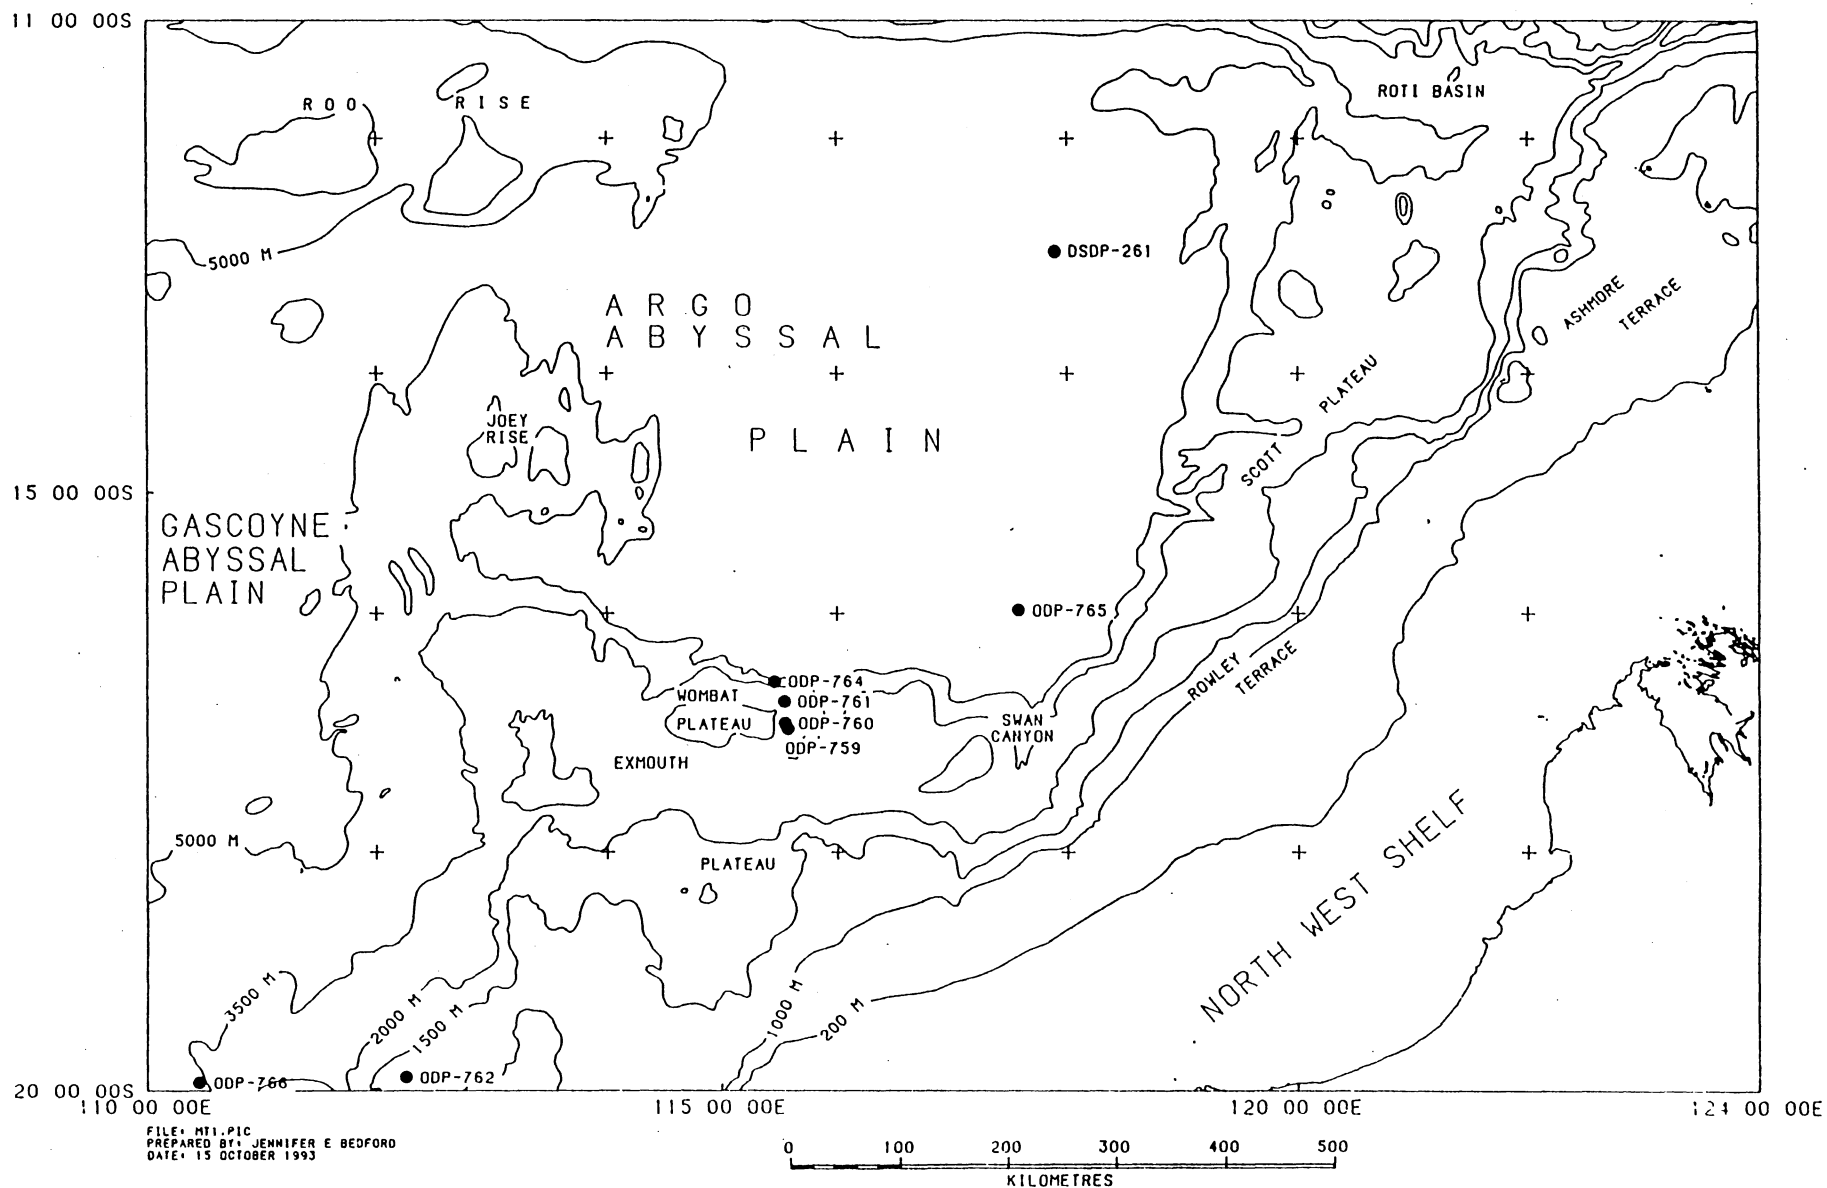 11 00 00S
ROO RISE
ROTI BASIN
5000 M
DSDP-261
ARGO
ABYSSAL
PLAIN
ASHMORE
TERRACE
JOEY
RISE
SCOTT
PLATEAU
15 00 00S
GASCOYNE
ABYSSAL
PLAIN
ODP-765
ROWLEY
TERRACE
ODP-764
WOMBAT
ODP-761
PLATEAU
ODP-760
ODP-759
SWAN
CANYON
EXMOUTH
5000 M
PLATEAU
NORTH WEST SHELF
3500 M
2000 M
1500 M
1000 M
200 M
ODP-766
ODP-762
20 00 00S
110 00 00E
115 00 00E
120 00 00E
124 00 00E
FILE: MT1.PIC
PREPARED BY: JENNIFER E BEDFORD
DATE: 15 OCTOBER 1993
0 100 200 300 400 500
KILOMETRES